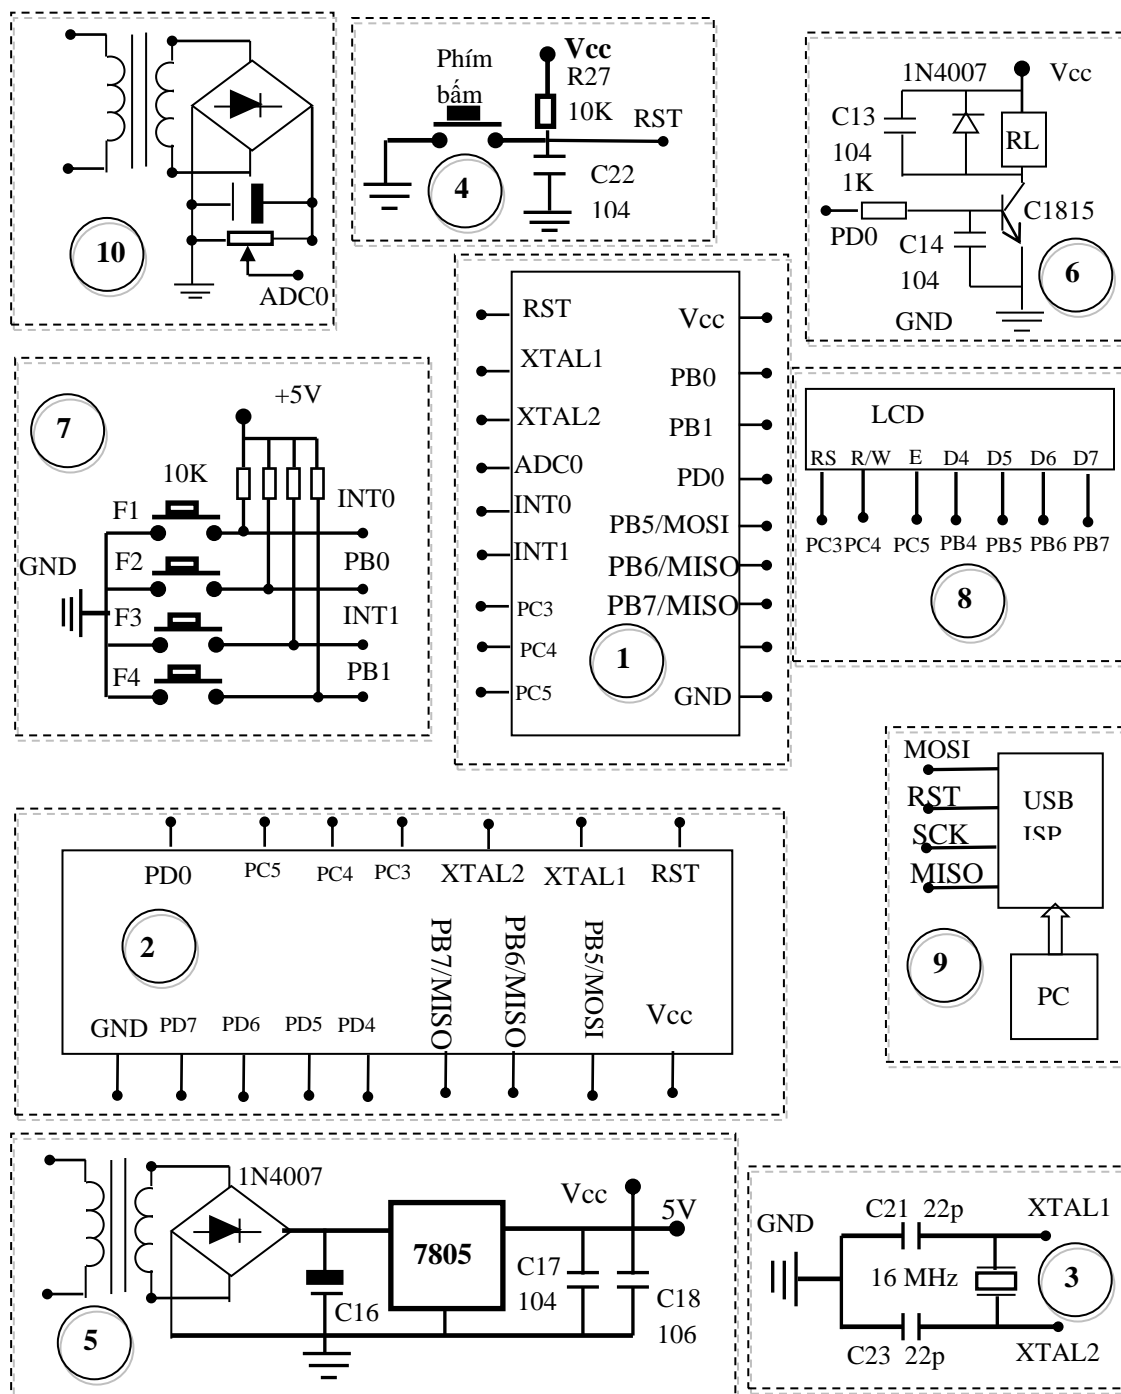 10
ADC0
Phím
bấm
Vcc
R27
10K
RST
4
C22
104
1N4007
Vcc
C13
104
RL
1K
PD0
C1815
C14
104
6
GND
RST
XTAL1
XTAL2
ADC0
INT0
INT1
PC3
PC4
PC5
Vcc
PB0
PB1
PD0
PB5/MOSI
PB6/MISO
PB7/MISO
1
GND
7
+5V
10K
F1
INT0
GND
F2
PB0
F3
INT1
F4
PB1
LCD
RS R/W E D4 D5 D6 D7
PC3 PC4 PC5 PB4 PB5 PB6 PB7
8
MOSI
RST
SCK
MISO
USB
ISP
9
PC
PD0 PC5 PC4 PC3 XTAL2 XTAL1 RST
2
PB7/MISO
PB6/MISO
PB5/MOSI
GND PD7 PD6 PD5 PD4
Vcc
1N4007
Vcc
5V
7805
C16
C17
104
C18
106
5
GND
C21 22p
XTAL1
16 MHz
3
C23 22p
XTAL2